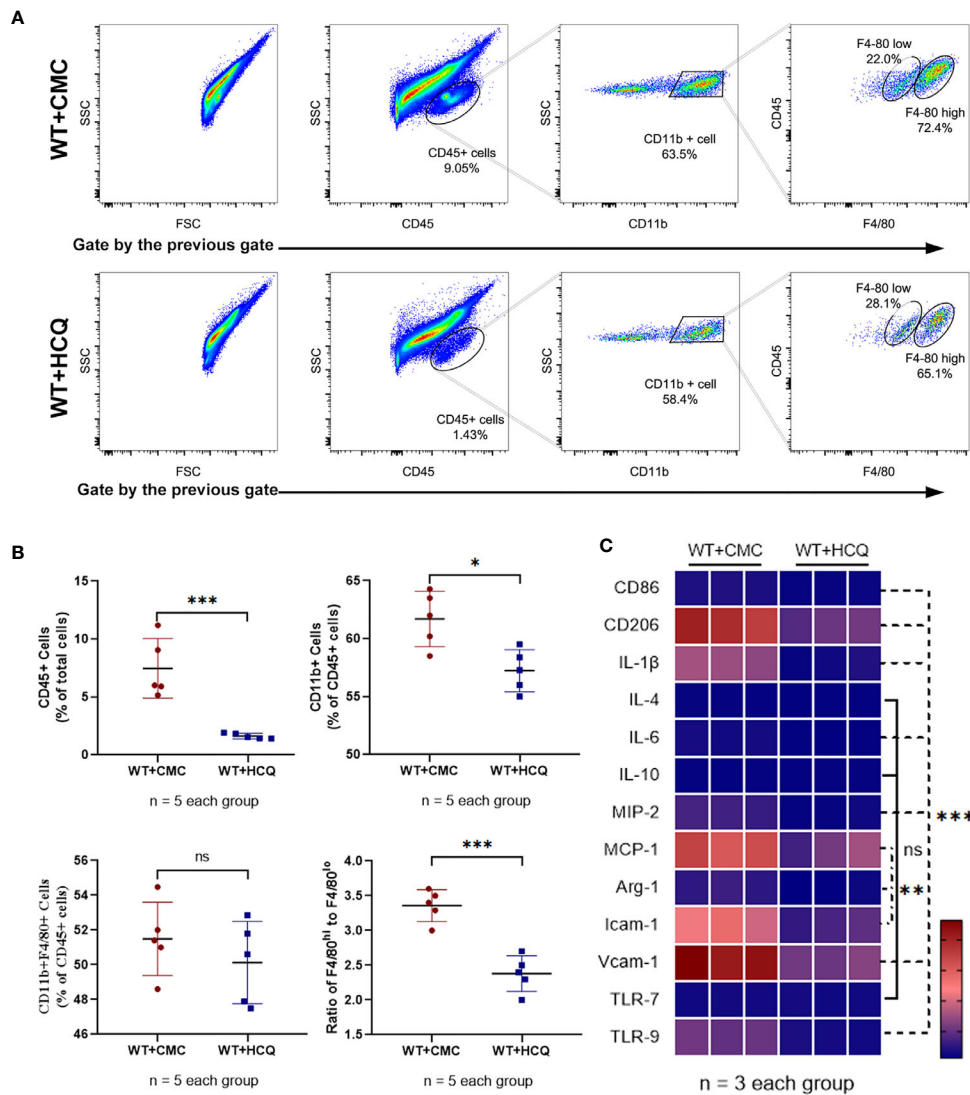 A
WT+CMC
SSC
FSC
SSC
CD45+ cells
9.05%
CD45
SSC
CD11b + cell
63.5%
CD11b
CD45
F4-80 low
22.0%
F4-80 high
72.4%
F4/80
Gate by the previous gate
WT+HCQ
SSC
FSC
SSC
CD45+ cells
1.43%
CD45
SSC
CD11b + cell
58.4%
CD11b
CD45
F4-80 low
28.1%
F4-80 high
65.1%
F4/80
Gate by the previous gate
B
CD45+ Cells
(% of total cells)
15
10
5
0
***
WT+CMC WT+HCQ
n = 5 each group
CD11b+ Cells
(% of CD45+ cells)
65
60
55
50
*
WT+CMC WT+HCQ
n = 5 each group
CD11b+F4/80+ Cells
(% of CD45+ cells)
56
54
52
50
48
46
ns
WT+CMC WT+HCQ
n = 5 each group
Ratio of F4/80hi to F4/80lo
4.0
3.5
3.0
2.5
2.0
1.5
***
WT+CMC WT+HCQ
n = 5 each group
C
WT+CMC WT+HCQ
CD86
CD206
IL-1β
IL-4
IL-6
IL-10
MIP-2
MCP-1
Arg-1
Icam-1
Vcam-1
TLR-7
TLR-9
***
ns
**
n = 3 each group